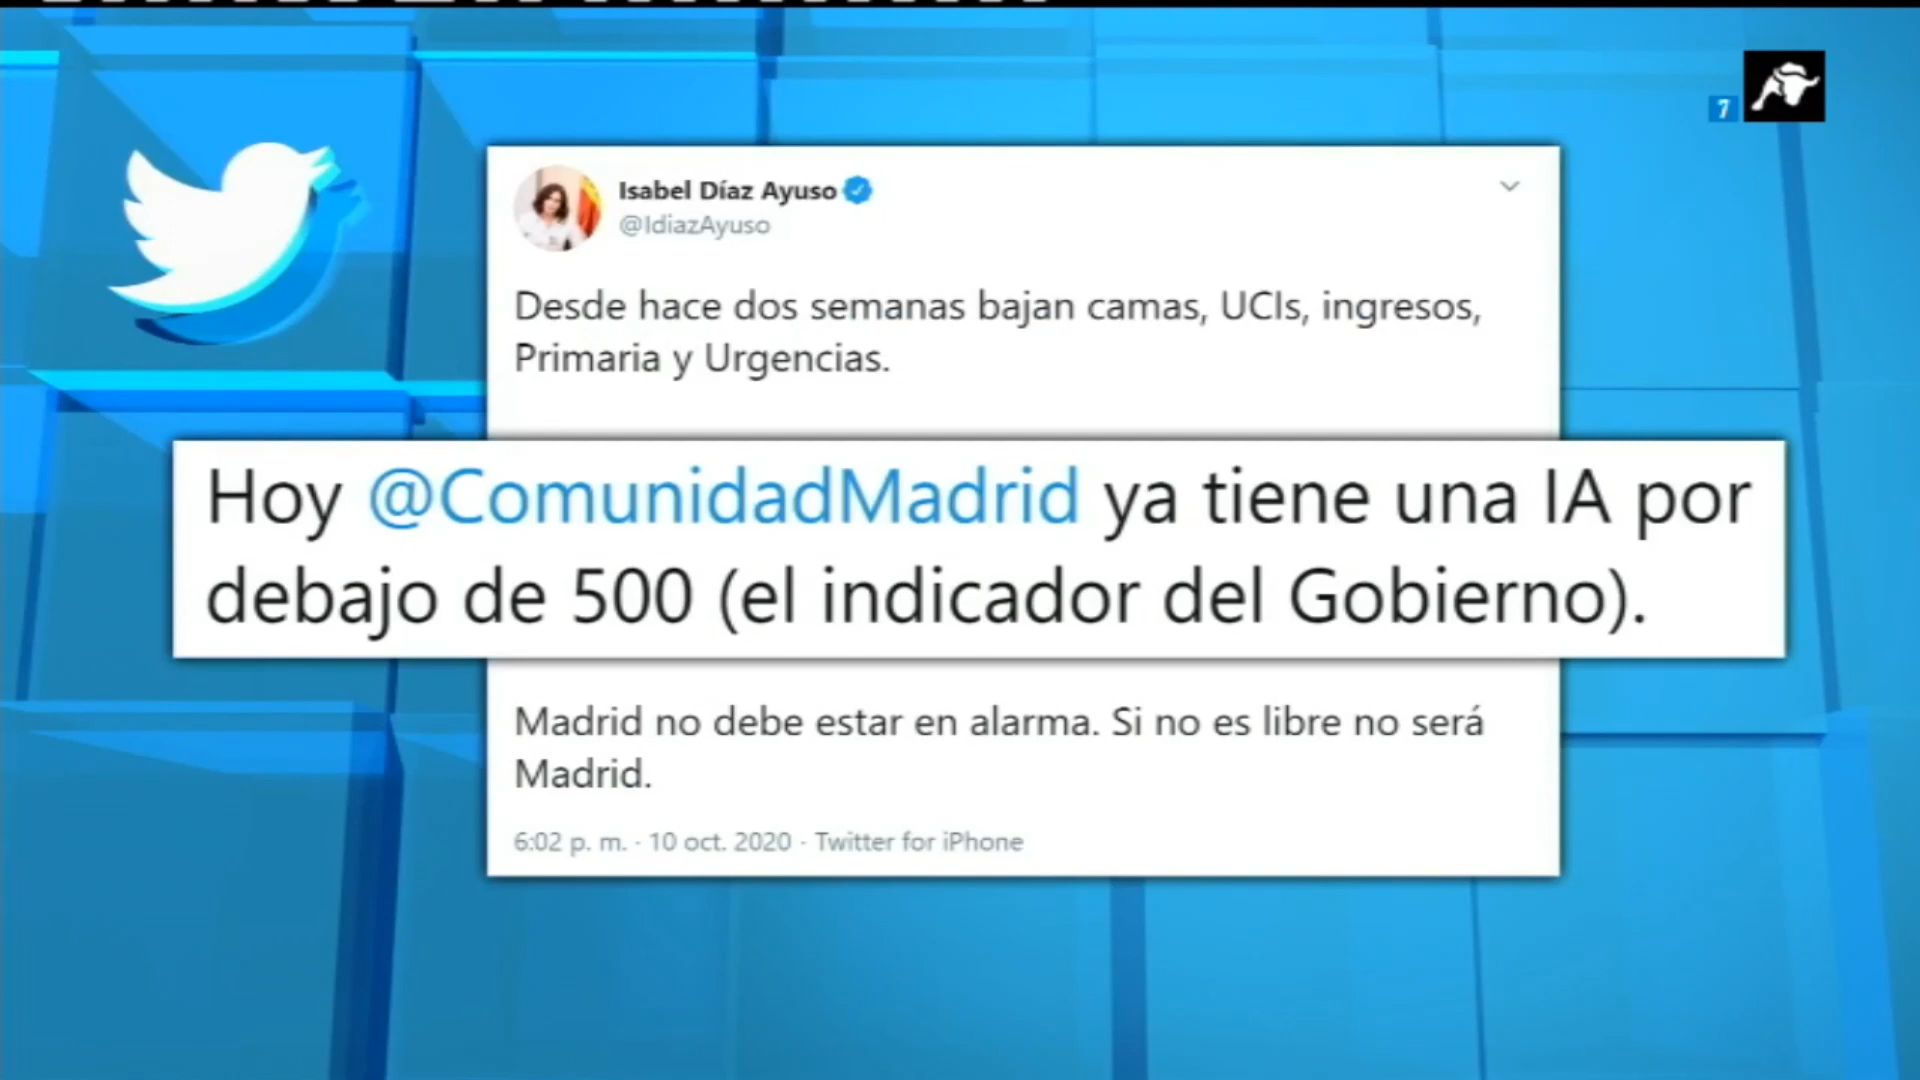 7
Isabel Díaz Ayuso
@IdiazAyuso
Desde hace dos semanas bajan camas, UCIs, ingresos,
Primaria y Urgencias.
Hoy @ComunidadMadrid ya tiene una IA por
debajo de 500 (el indicador del Gobierno).
Madrid no debe estar en alarma. Si no es libre no será
Madrid.
6:02 p. m. · 10 oct. 2020 · Twitter for iPhone